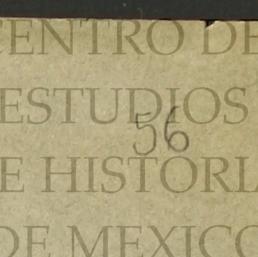 CENTRO DE
ESTUDIOS
56
E HISTORIA
DE MEXICO